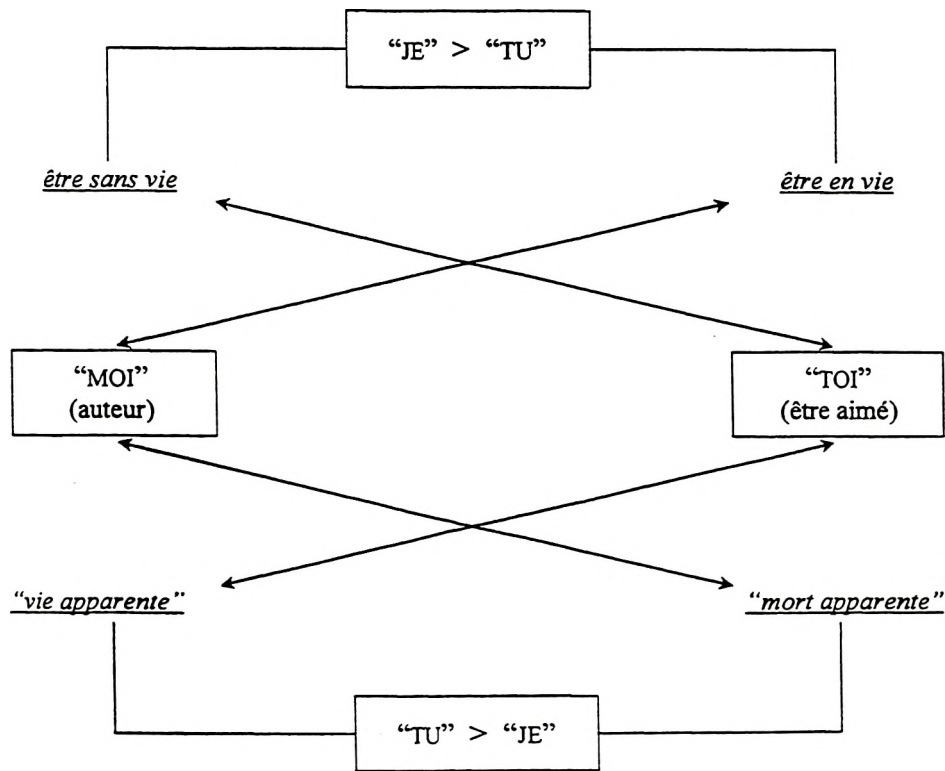 “JE” > “TU”
être sans vie
être en vie
“MOI”
(auteur)
“TOI”
(être aimé)
“vie apparente”
“mort apparente”
“TU” > “JE”